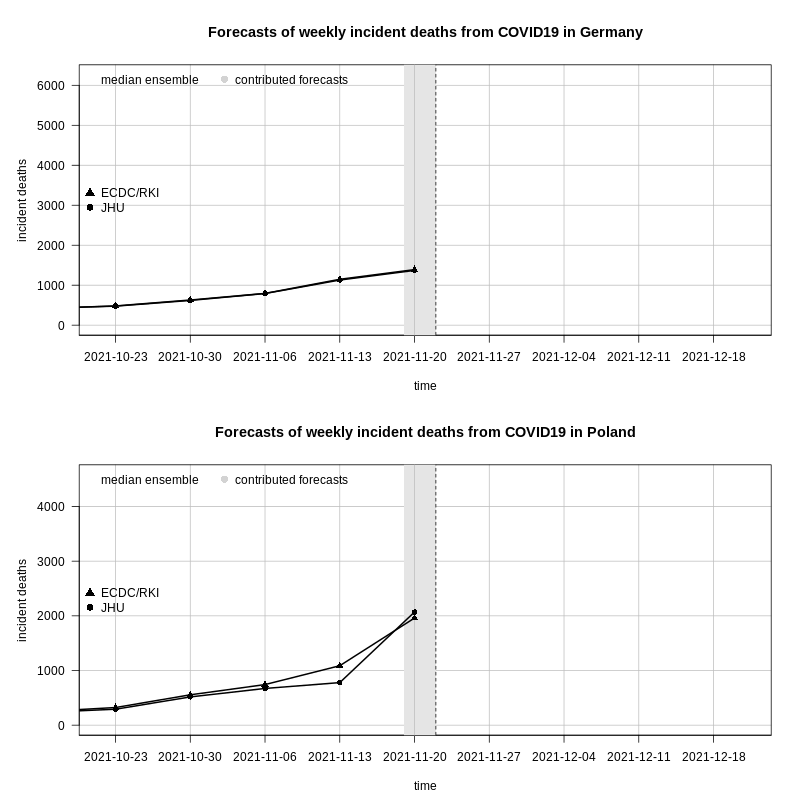 Forecasts of weekly incident deaths from COVID19 in Germany
median ensemble contributed forecasts
6000
5000
4000
3000
2000
1000
0
incident deaths
ECDC/RKI
JHU
2021-10-23 2021-10-30 2021-11-06 2021-11-13 2021-11-20 2021-11-27 2021-12-04 2021-12-11 2021-12-18
time
Forecasts of weekly incident deaths from COVID19 in Poland
median ensemble contributed forecasts
4000
3000
2000
1000
0
incident deaths
ECDC/RKI
JHU
2021-10-23 2021-10-30 2021-11-06 2021-11-13 2021-11-20 2021-11-27 2021-12-04 2021-12-11 2021-12-18
time